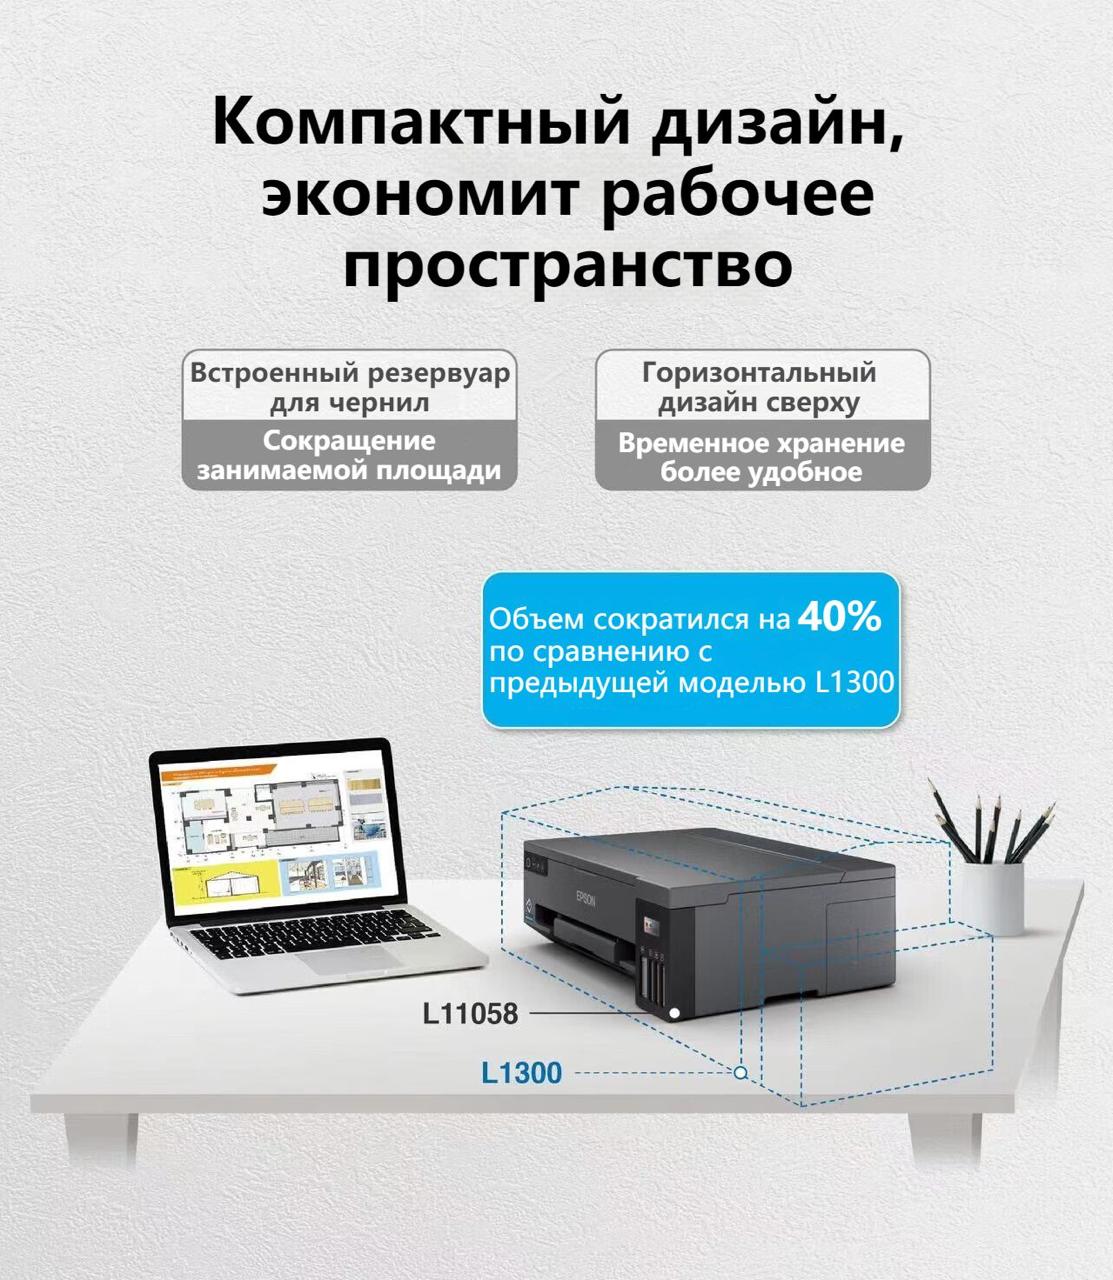 Компактный дизайн,
экономит рабочее
пространство
Встроенный резервуар
для чернил
Сокращение
занимаемой площади
Горизонтальный
дизайн сверху
Временное хранение
более удобное
Объем сократился на 40%
по сравнению с
предыдущей моделью L1300
EPSON
L11058
L1300